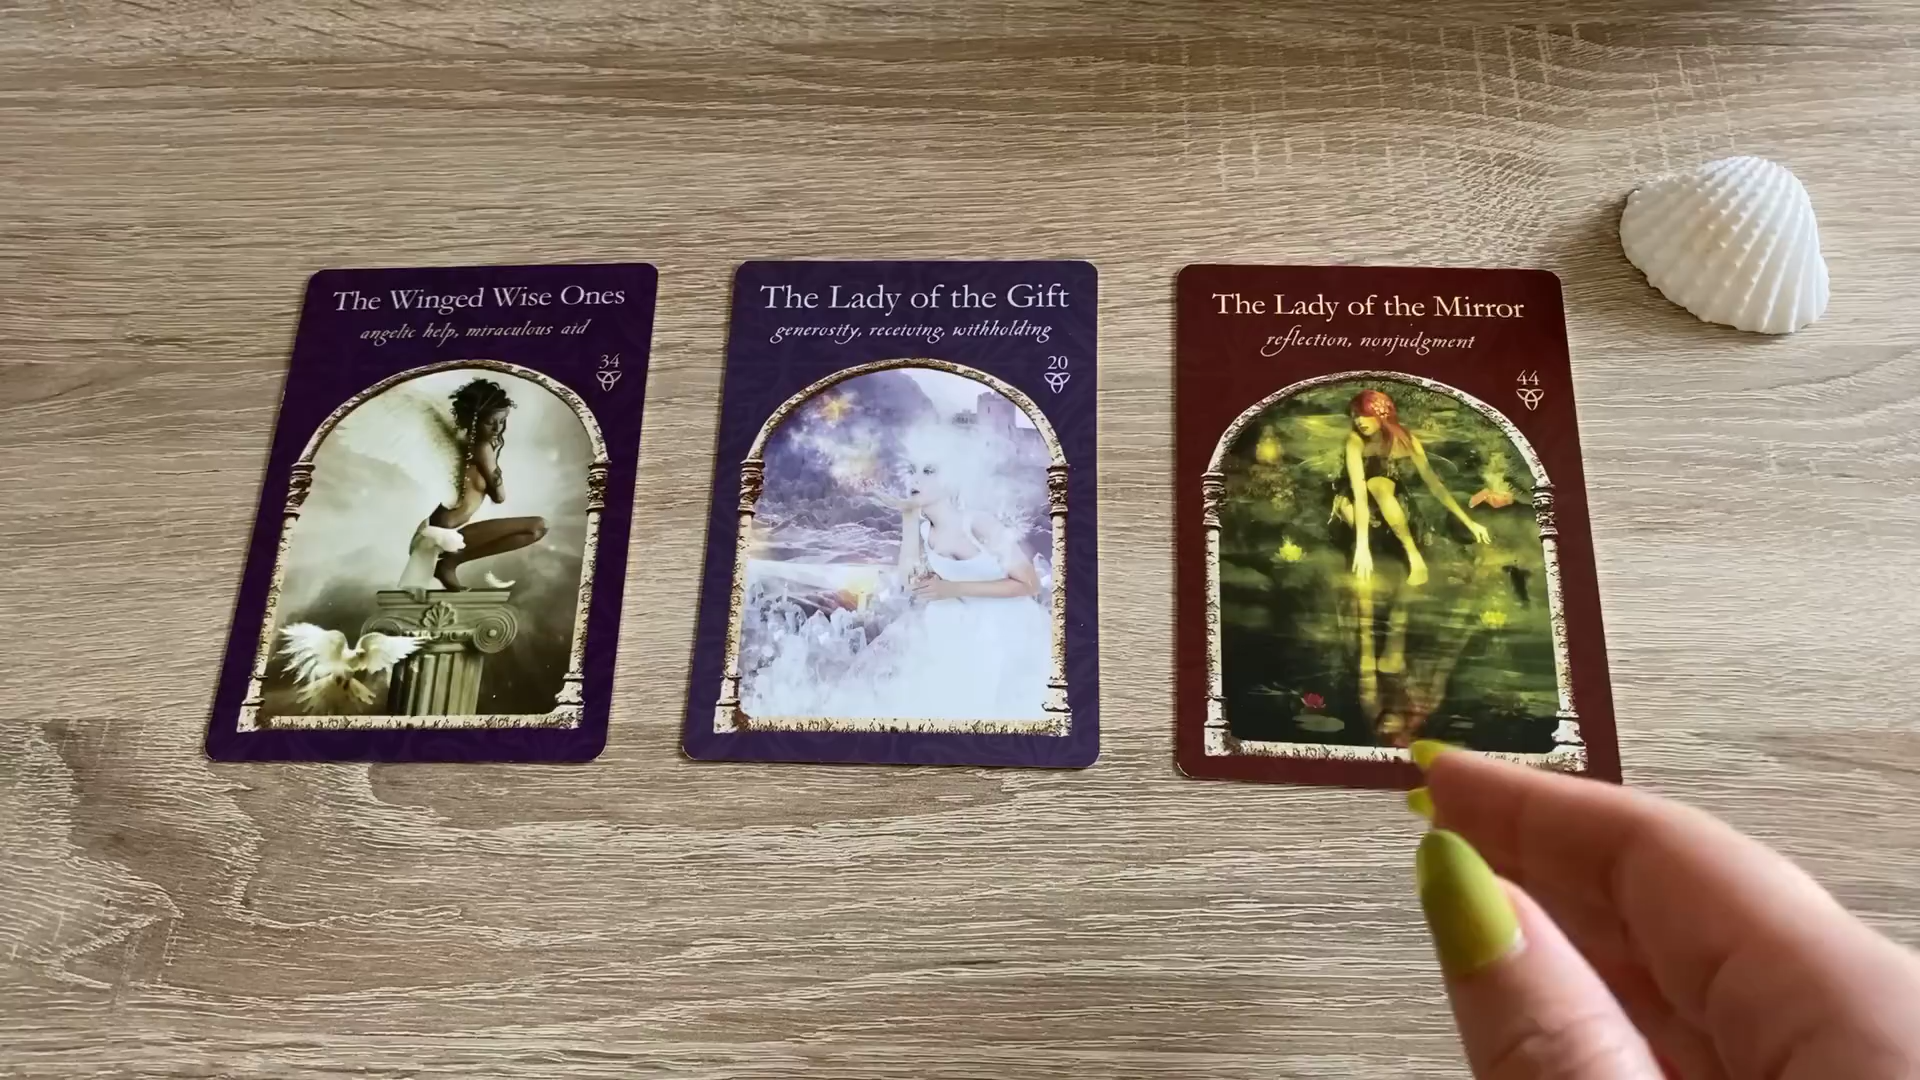 The Winged Wise Ones
angelic help, miraculous aid
34
The Lady of the Gift
generosity, receiving, withholding
20
The Lady of the Mirror
reflection, nonjudgment
44